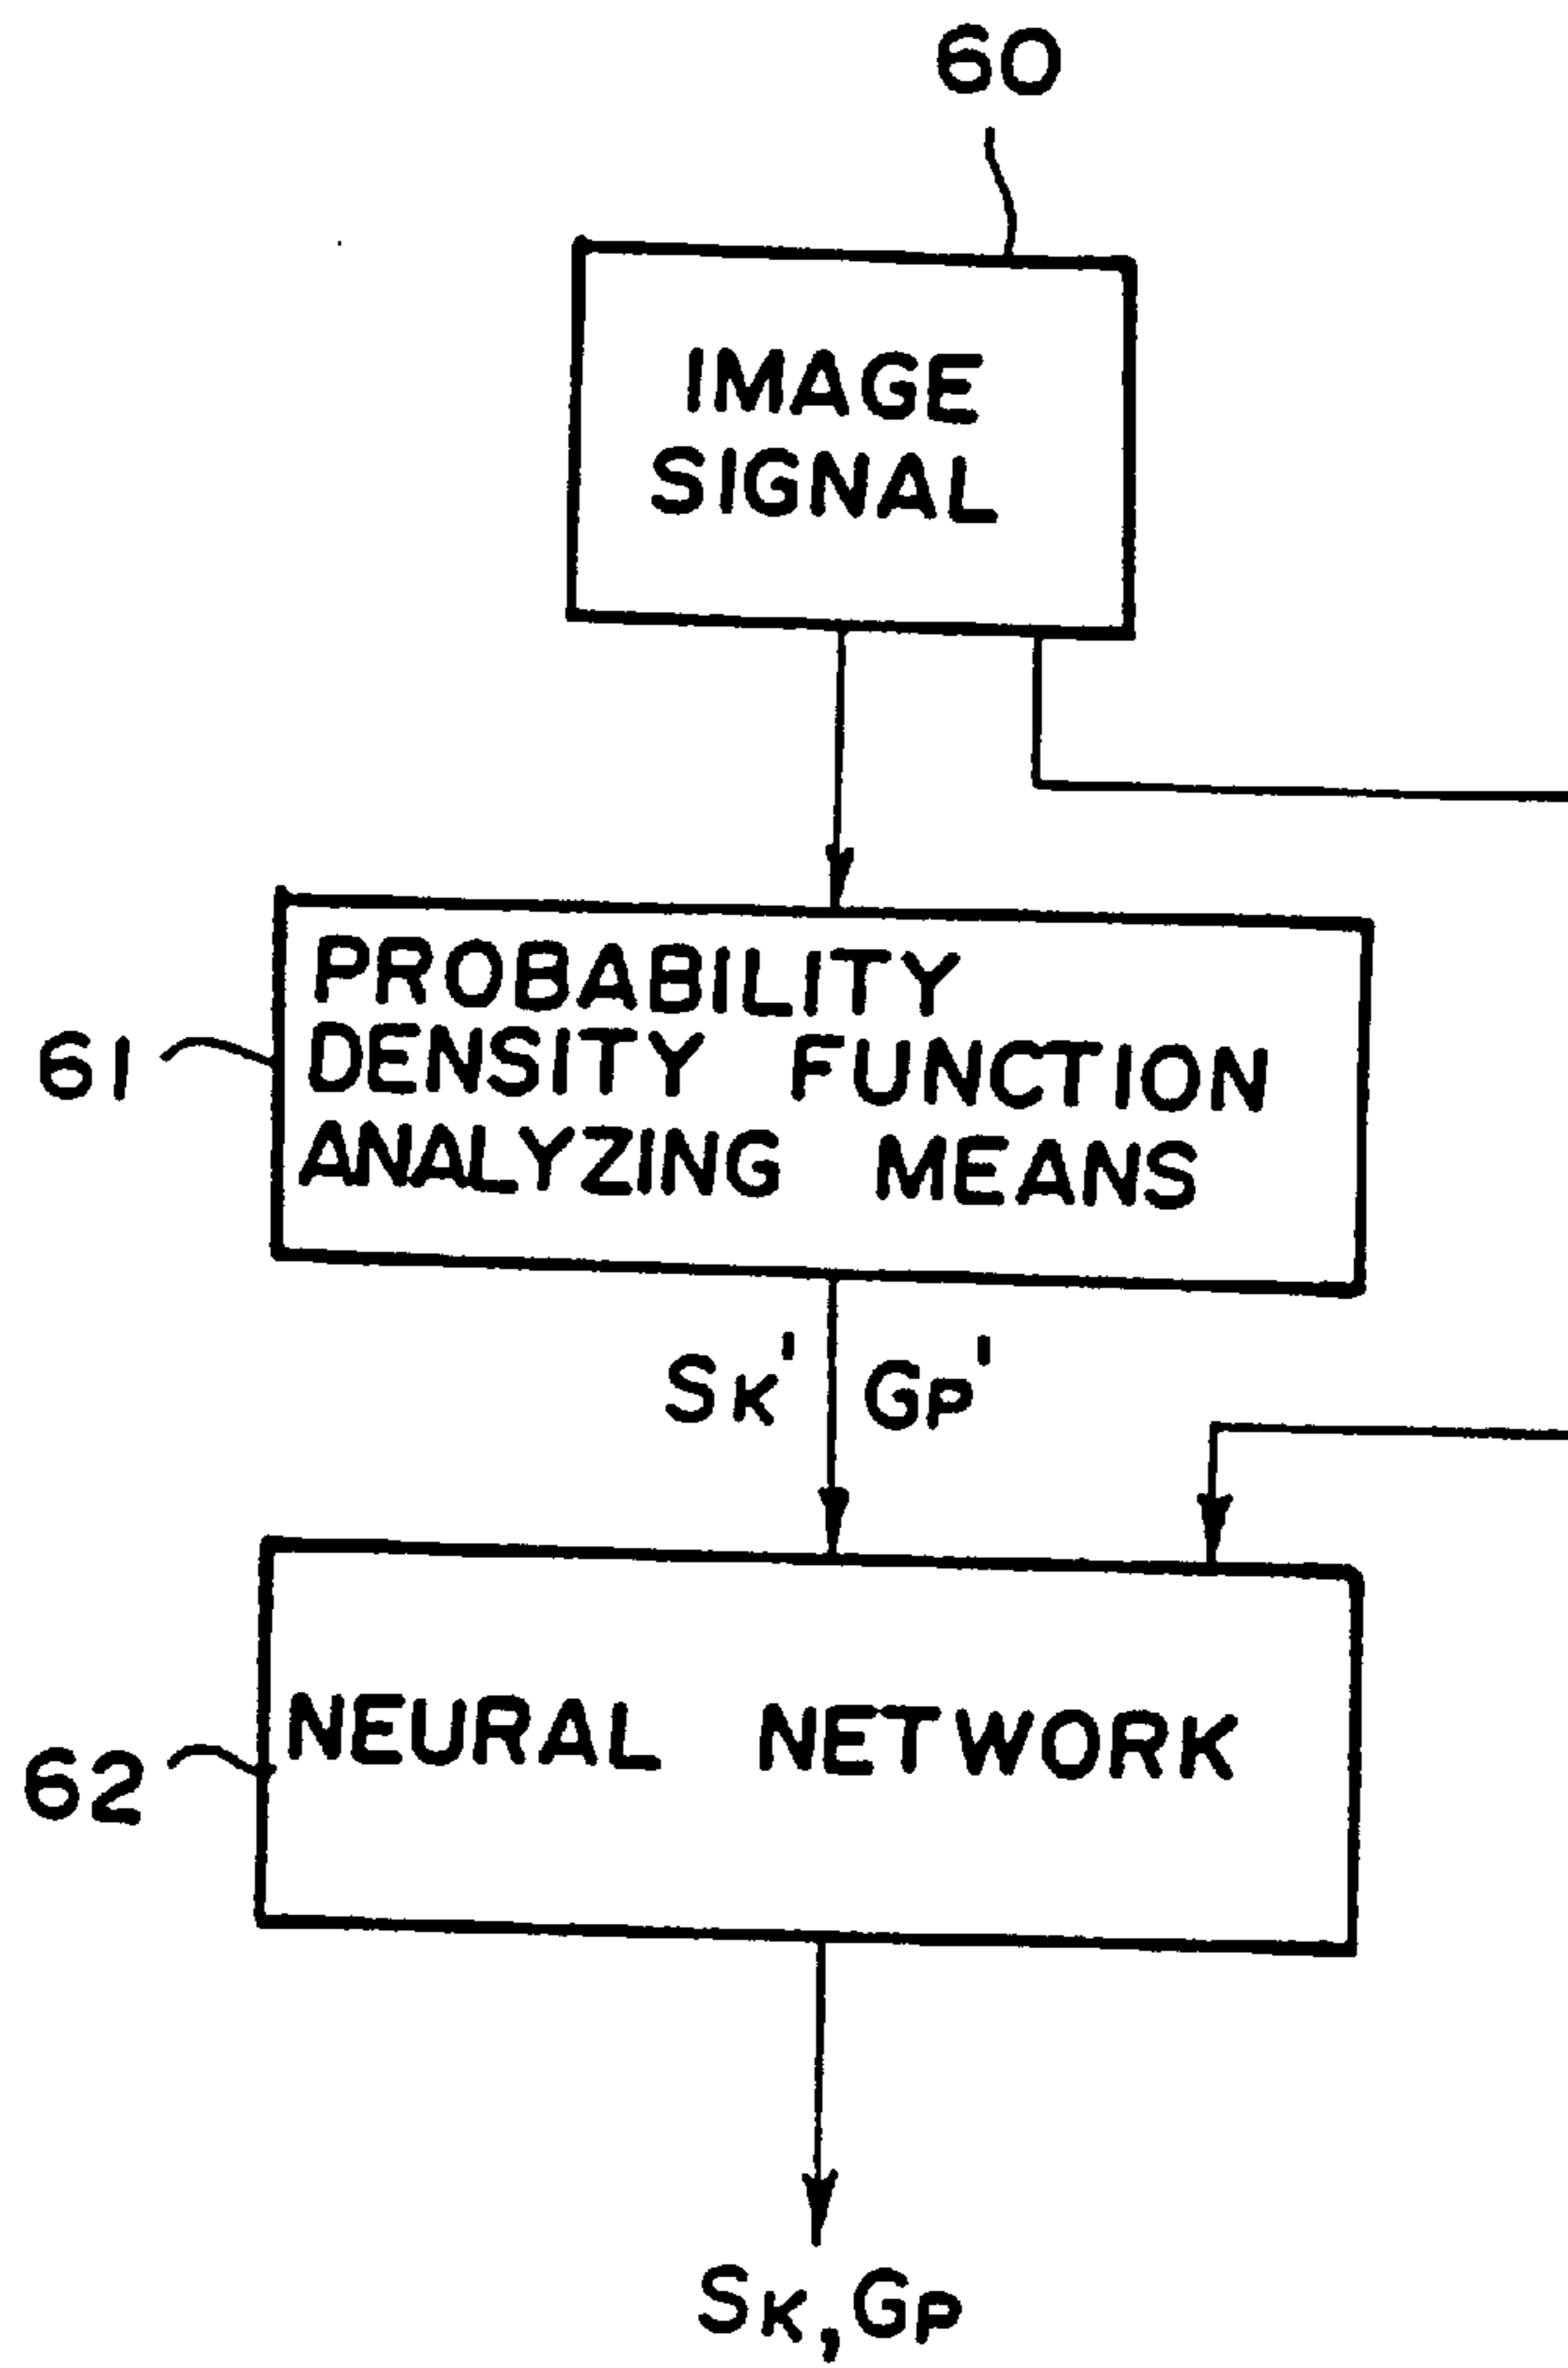 60
IMAGE
SIGNAL
61
PROBABILITY
DENSITY FUNCTION
ANALYZING MEANS
Sk' Gp'
62
NEURAL NETWORK
Sk, Gp